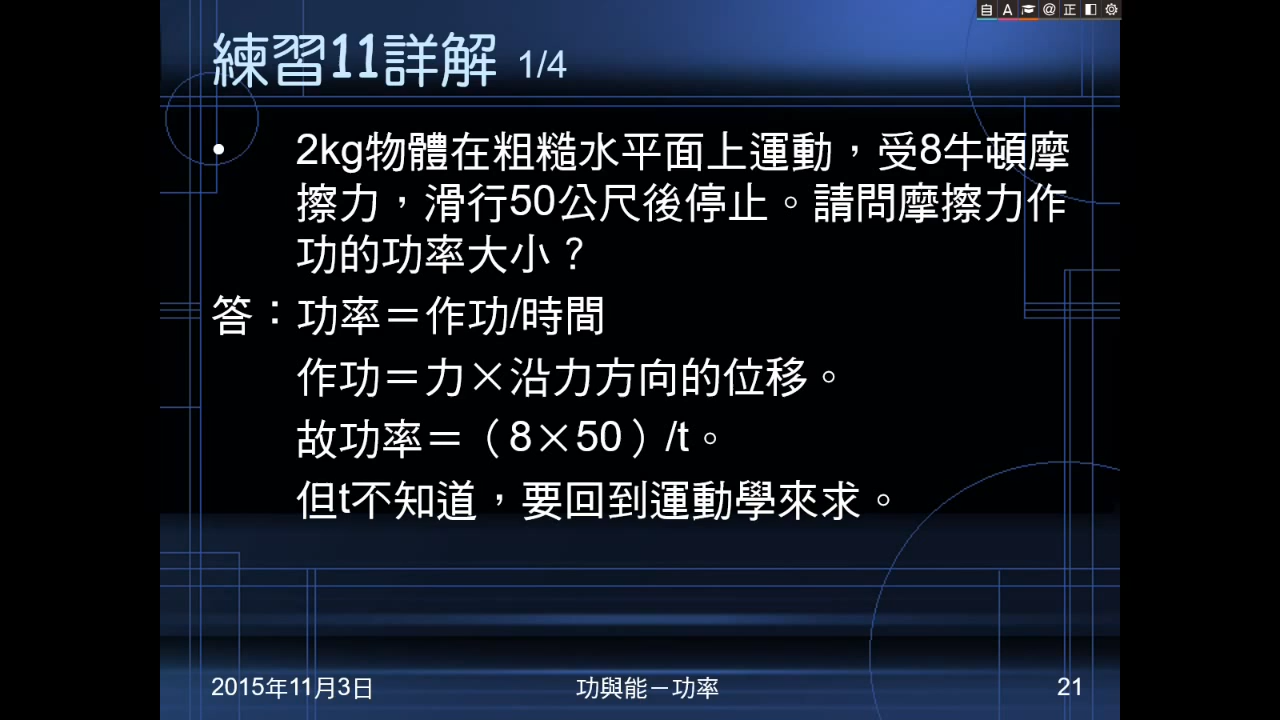 自 A @ 正
練習11詳解 1/4
• 2kg物體在粗糙水平面上運動，受8牛頓摩
擦力，滑行50公尺後停止。請問摩擦力作
功的功率大小？
答：功率＝作功/時間
作功＝力×沿力方向的位移。
故功率＝（8×50）/t。
但t不知道，要回到運動學來求。
2015年11月3日 功與能－功率 21